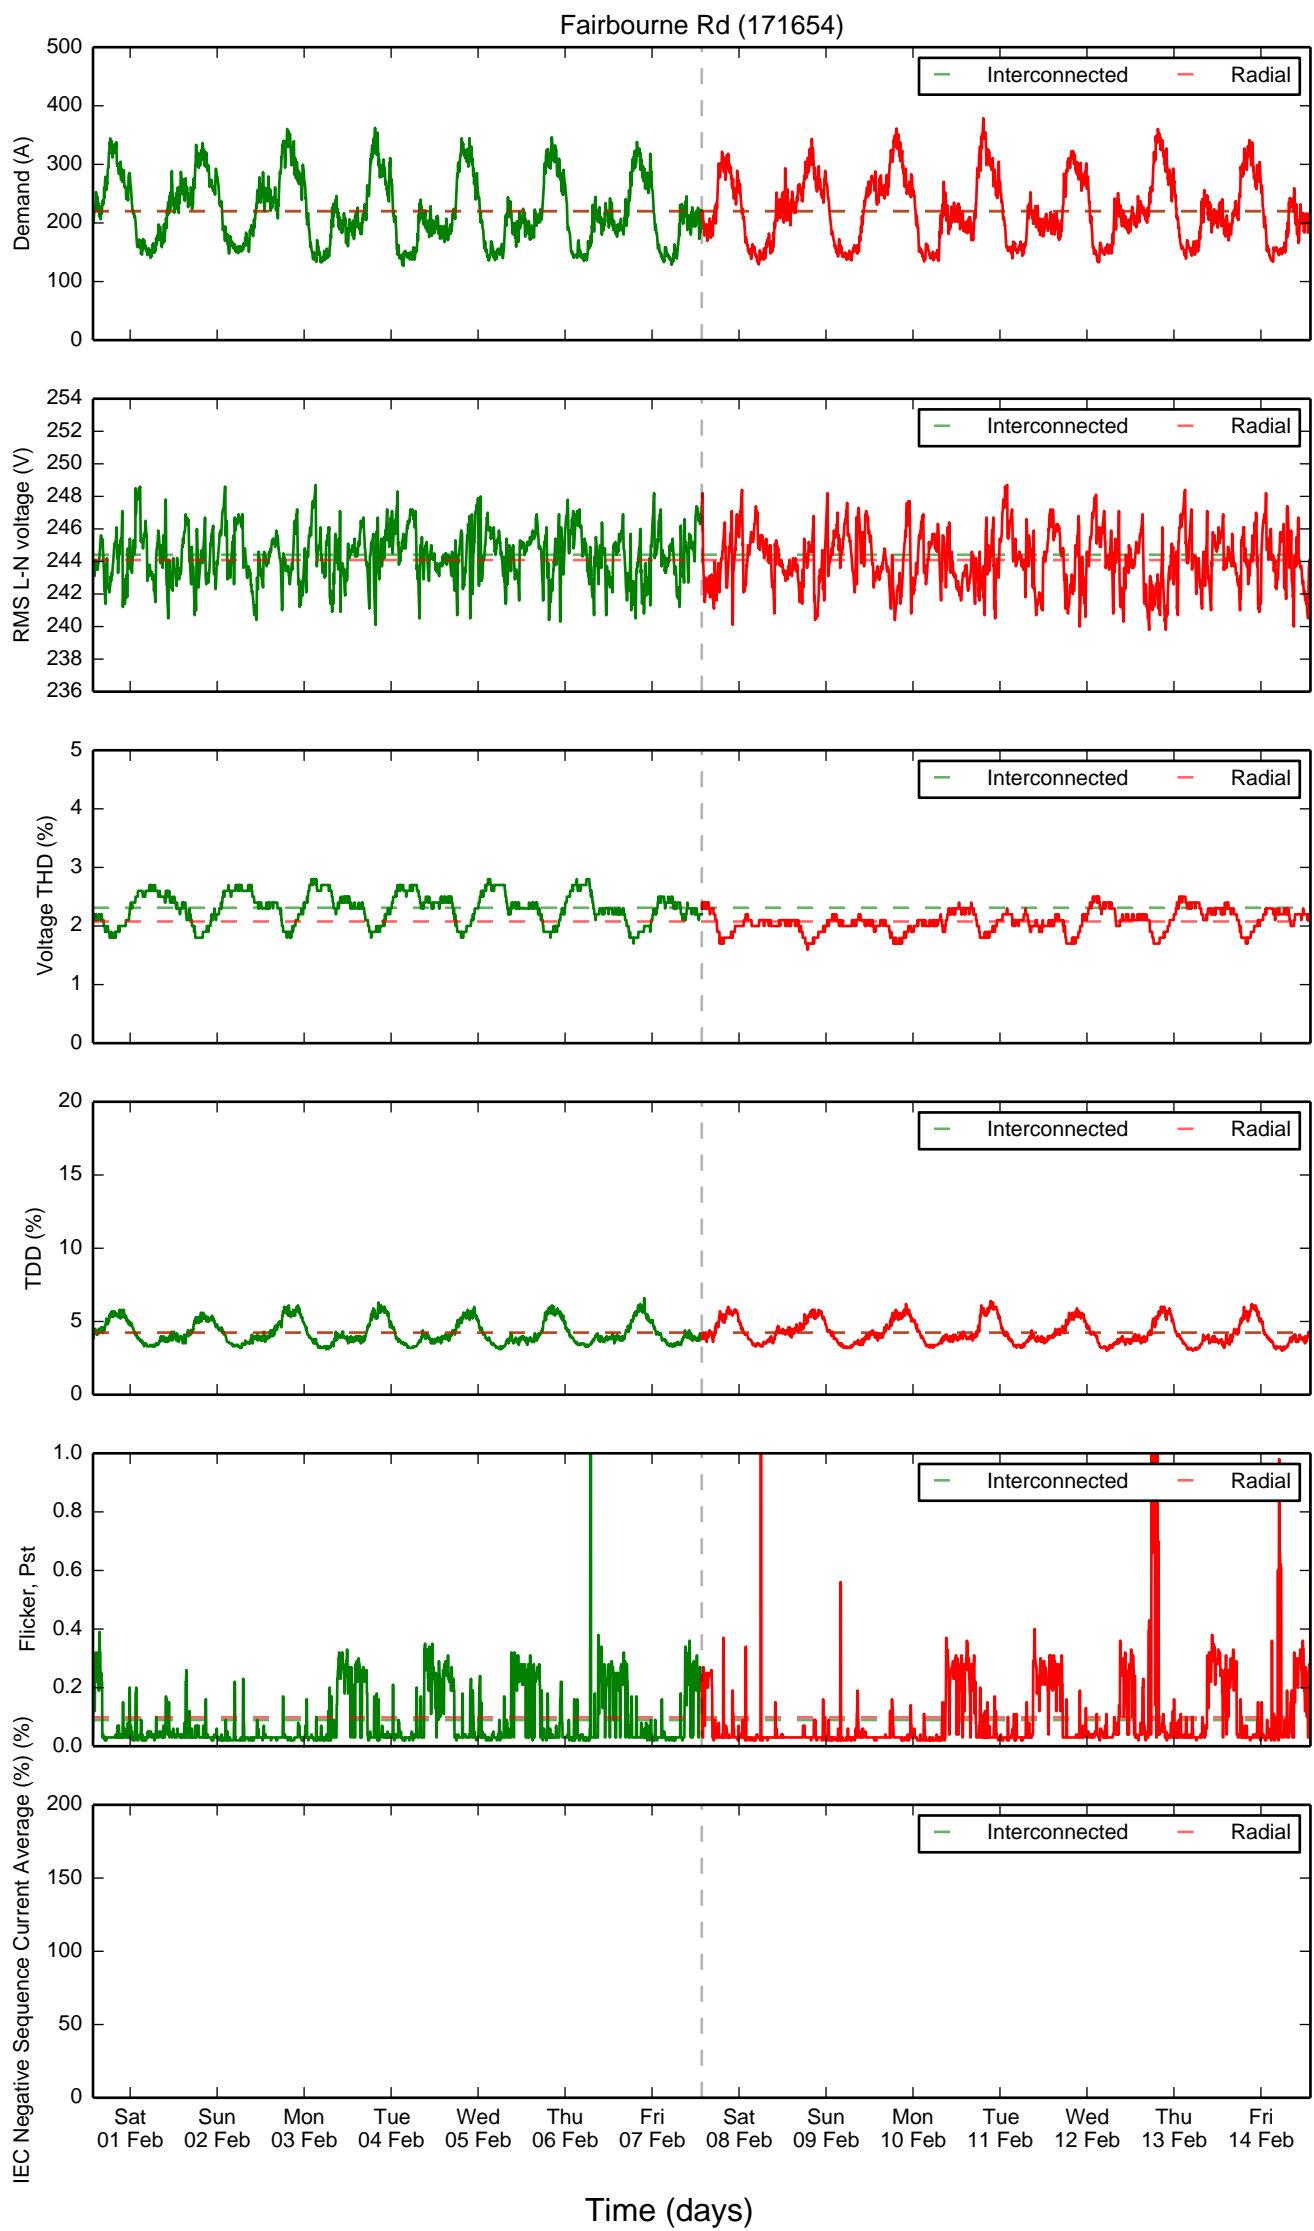 Fairbourne Rd (171654)
Demand (A)
500
400
300
200
100
0
Interconnected Radial
RMS L-N voltage (V)
254
252
250
248
246
244
242
240
238
236
Interconnected Radial
Voltage THD (%)
5
4
3
2
1
0
Interconnected Radial
TDD (%)
20
15
10
5
0
Interconnected Radial
Flicker, Pst
1.0
0.8
0.6
0.4
0.2
0.0
Interconnected Radial
IEC Negative Sequence Current Average (%) (%)
200
150
100
50
0
Interconnected Radial
Sat Sun Mon Tue Wed Thu Fri Sat Sun Mon Tue Wed Thu Fri
01 Feb 02 Feb 03 Feb 04 Feb 05 Feb 06 Feb 07 Feb 08 Feb 09 Feb 10 Feb 11 Feb 12 Feb 13 Feb 14 Feb
Time (days)